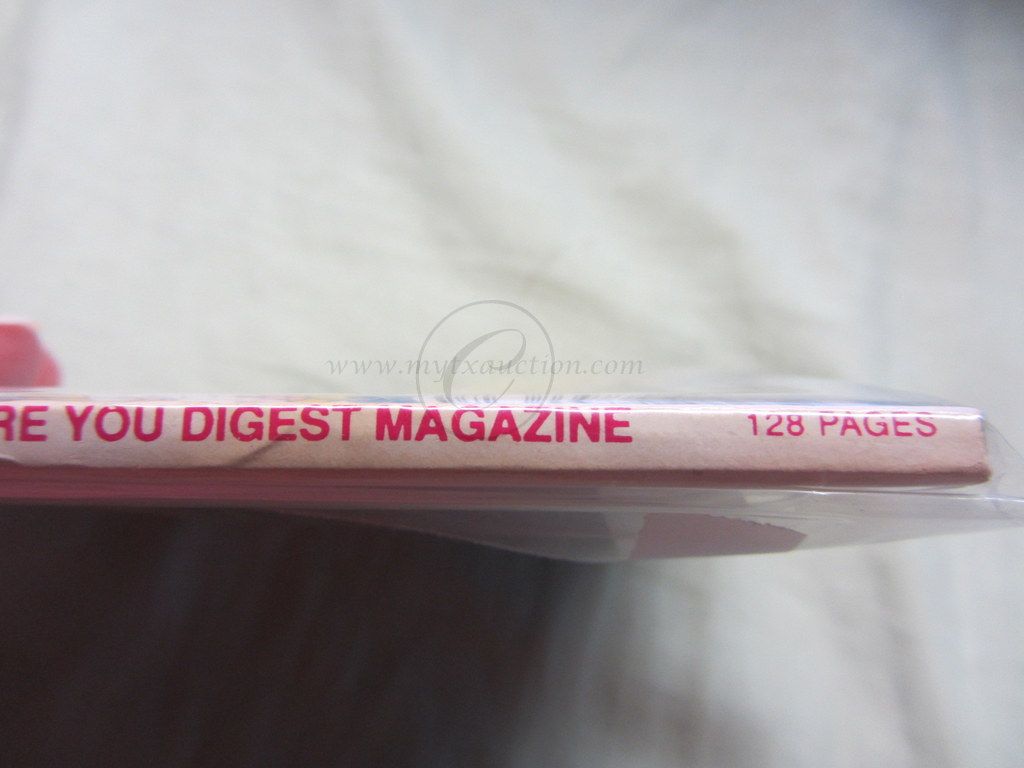 www.mytxauction.com
RE YOU DIGEST MAGAZINE 128 PAGES